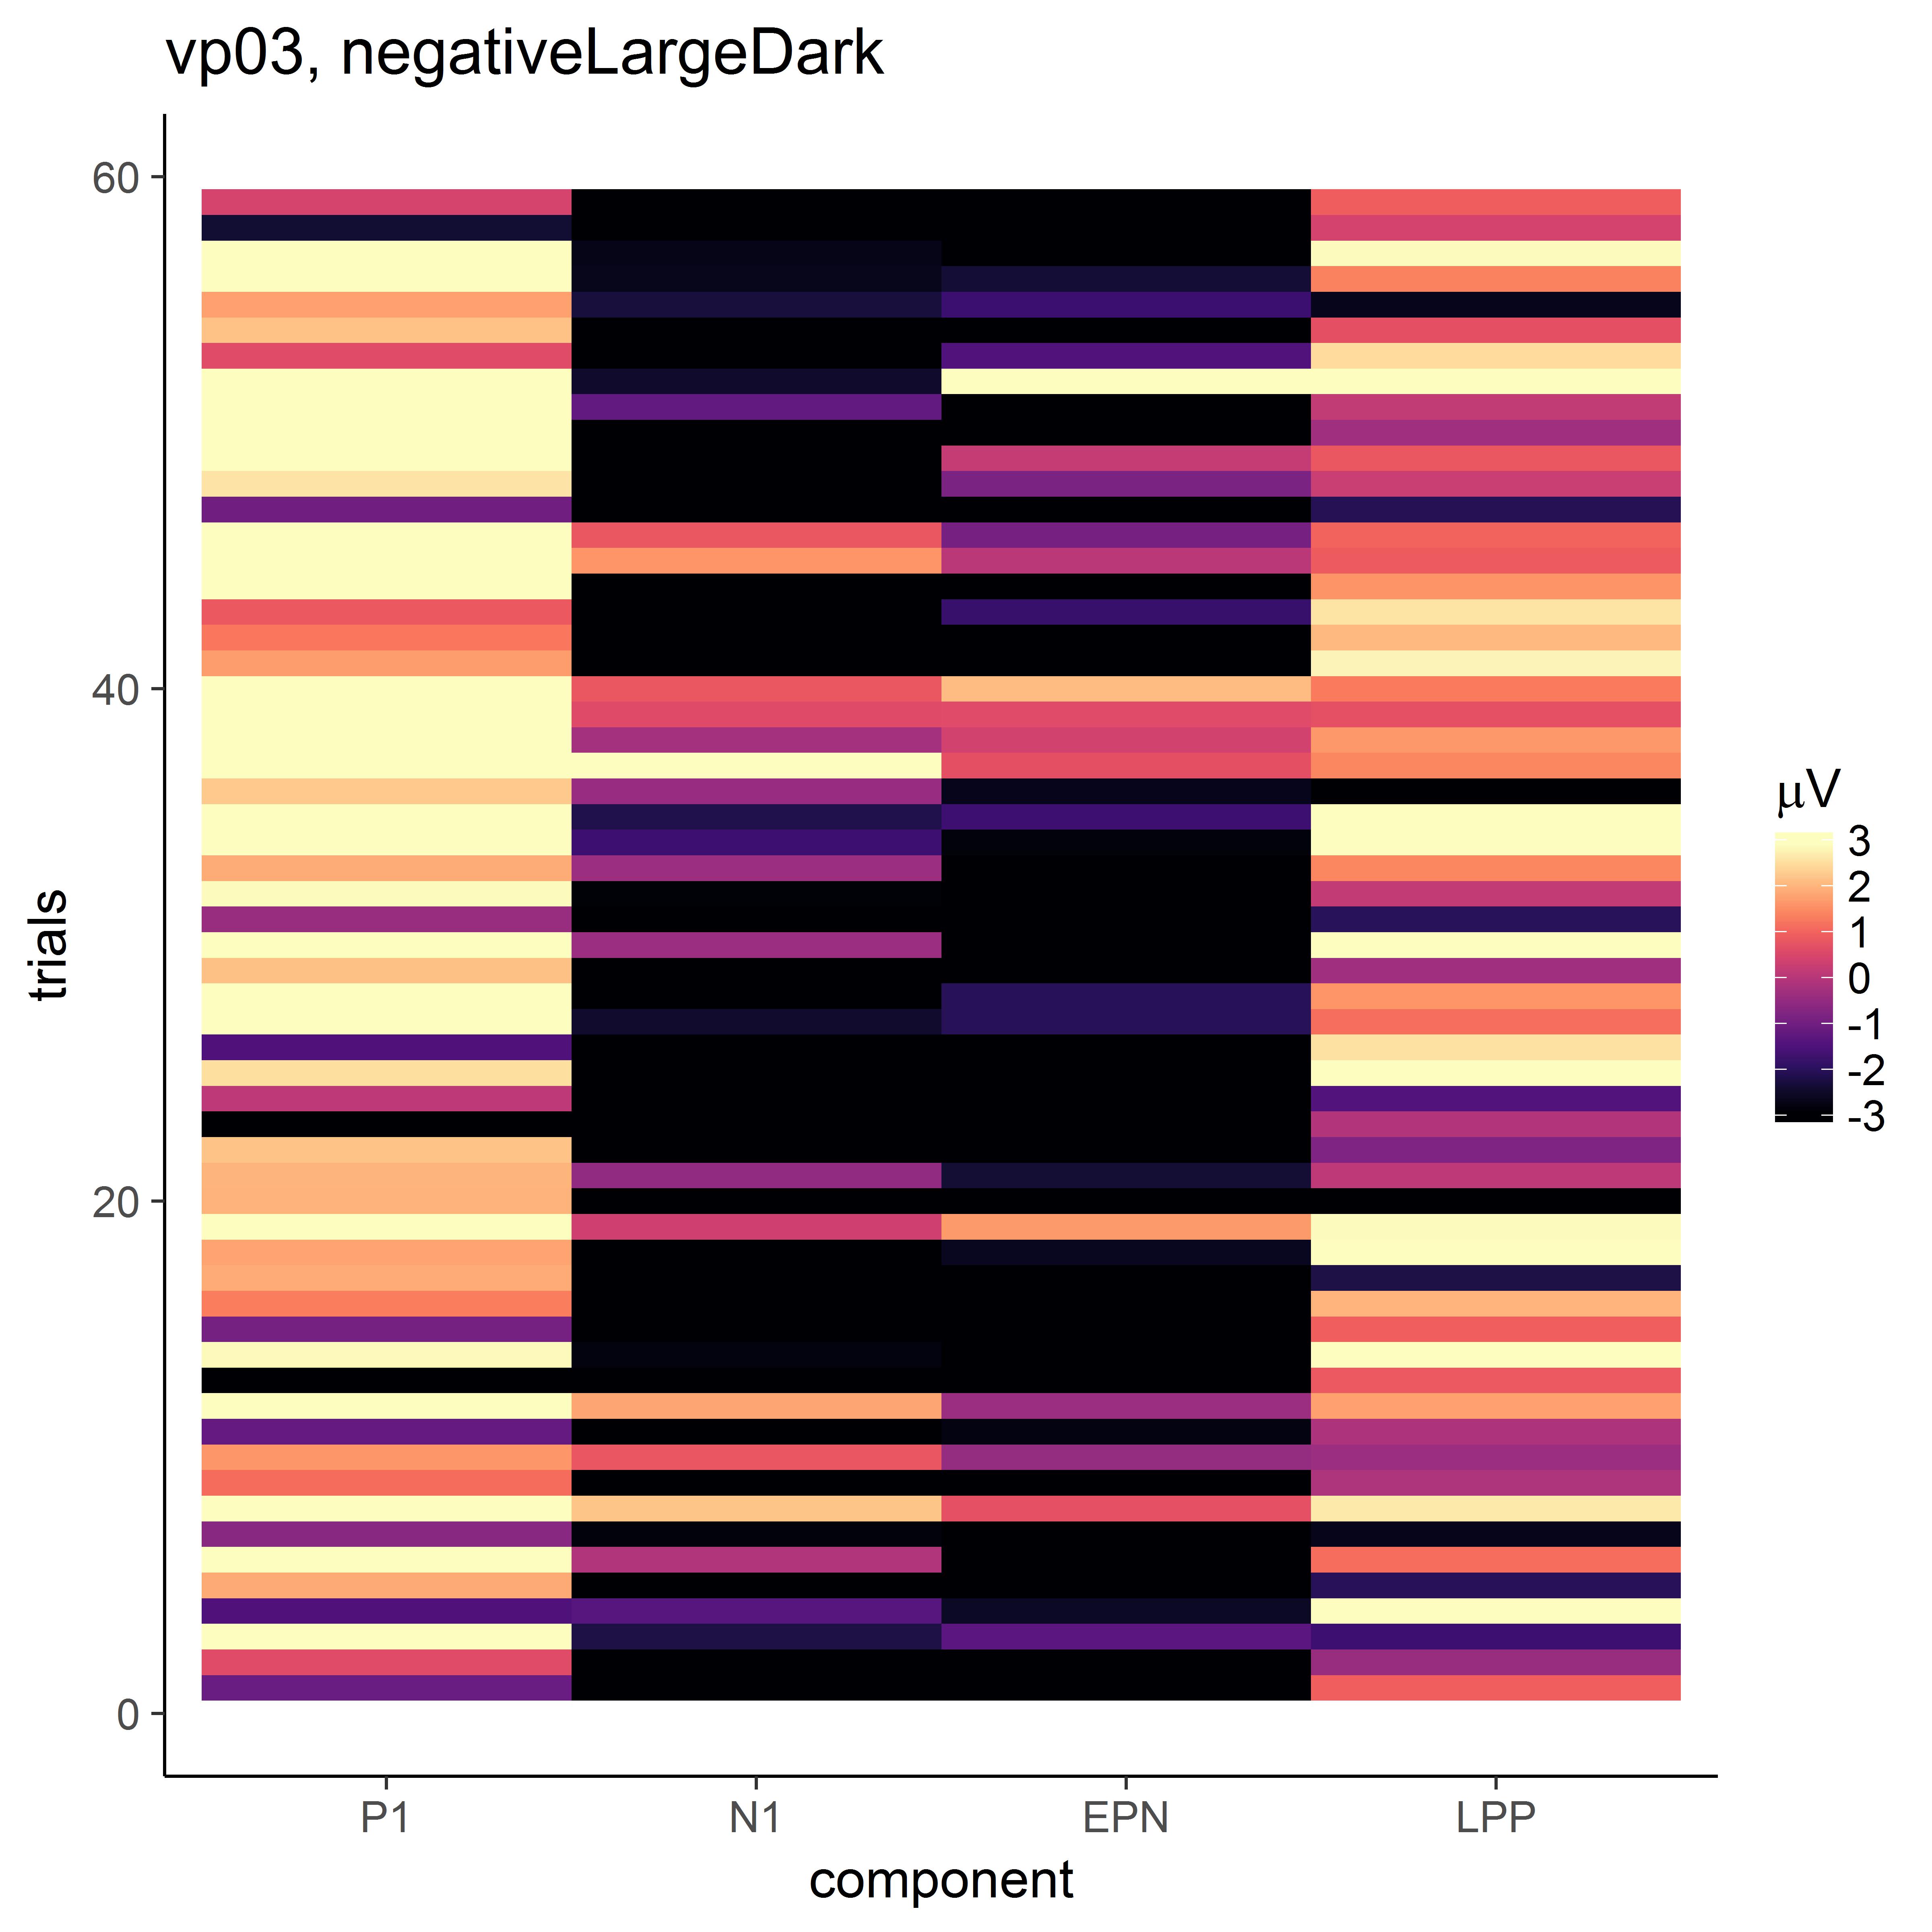 vp03, negativeLargeDark
60
40
20
0
trials
P1 N1 EPN LPP
component
µV
3
2
1
0
-1
-2
-3